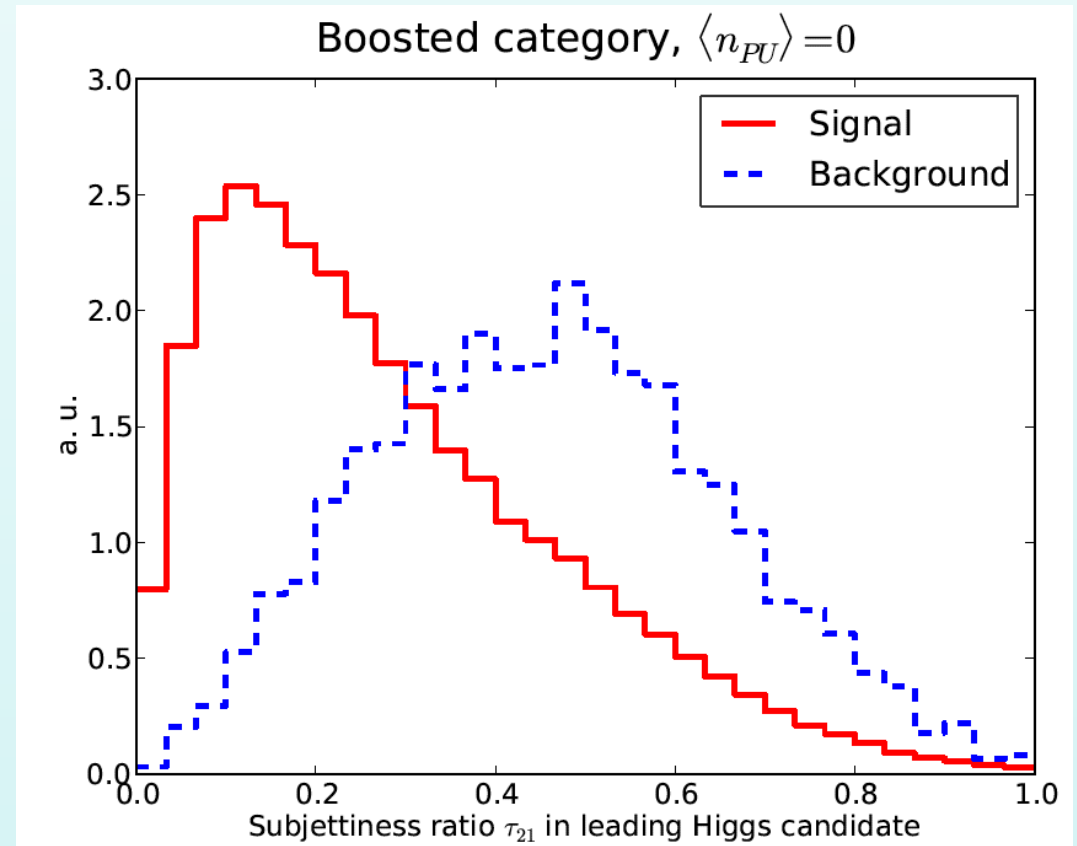 Boosted category, ⟨n_PU⟩=0
3.0
Signal
Background
2.5
2.0
1.5
1.0
0.5
0.0
a. u.
0.0 0.2 0.4 0.6 0.8 1.0
Subjettiness ratio τ₂₁ in leading Higgs candidate